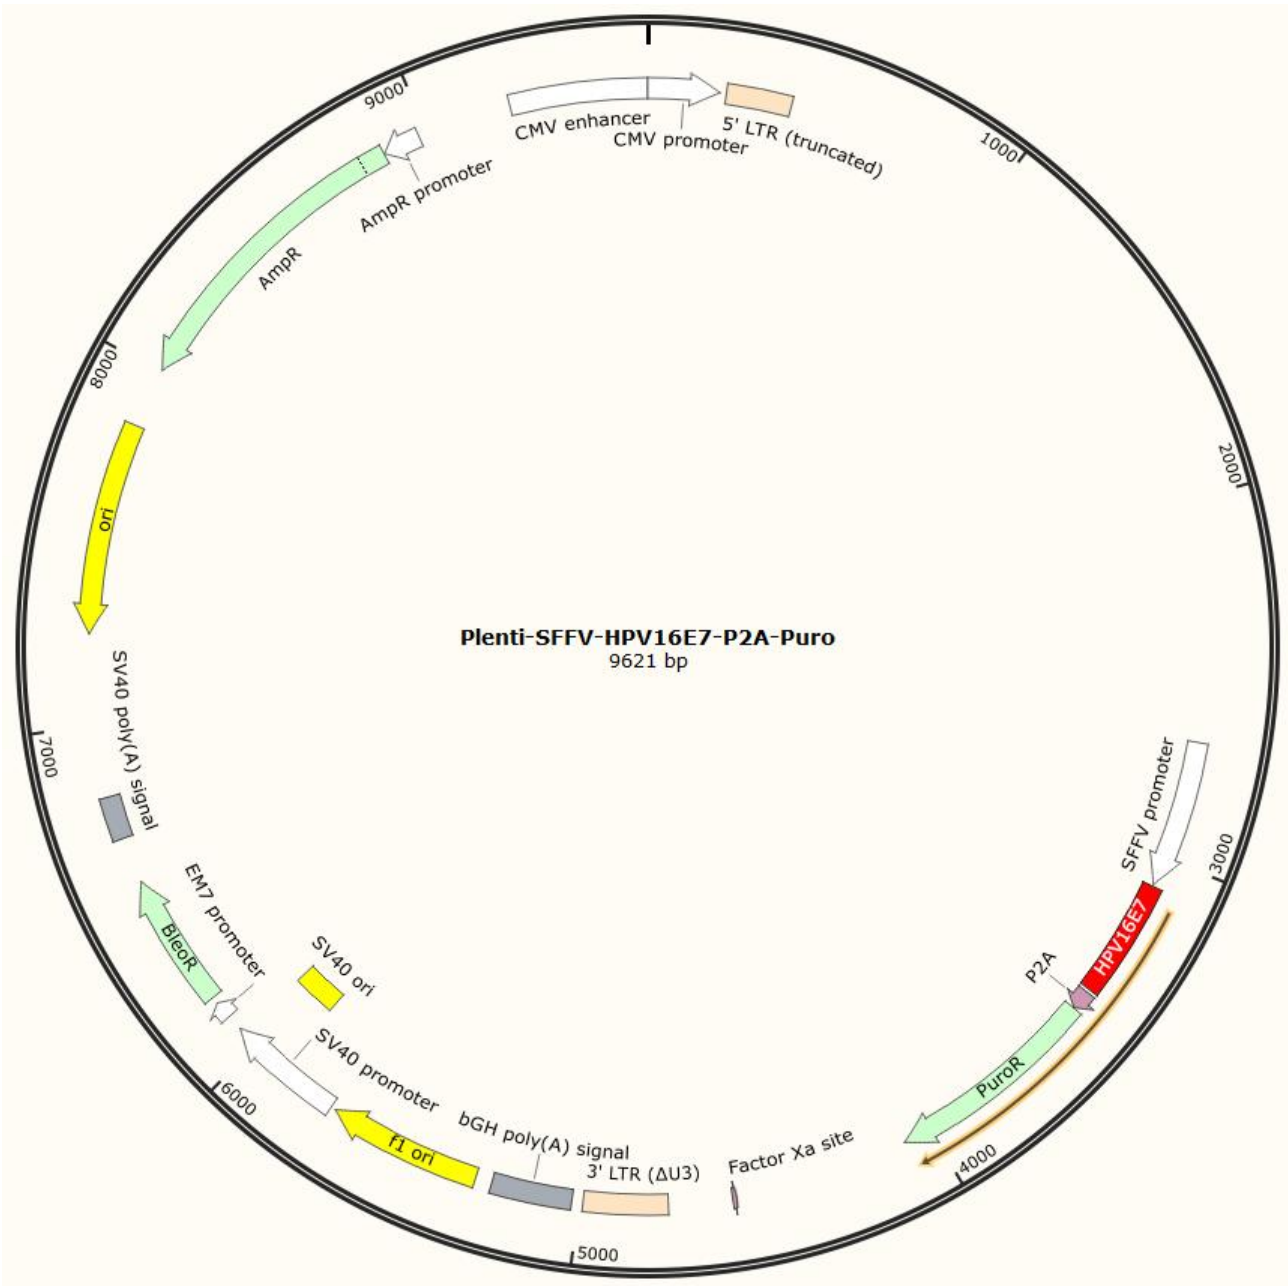 CMV enhancer
CMV promoter
5' LTR (truncated)
1000
2000
SFFV promoter
3000
HPV16E7
P2A
PuroR
4000
Factor Xa site
3' LTR (ΔU3)
5000
bGH poly(A) signal
f1 ori
SV40 promoter
SV40 ori
6000
EM7 promoter
BleoR
SV40 poly(A) signal
7000
ori
8000
AmpR
AmpR promoter
9000
Plenti-SFFV-HPV16E7-P2A-Puro
9621 bp